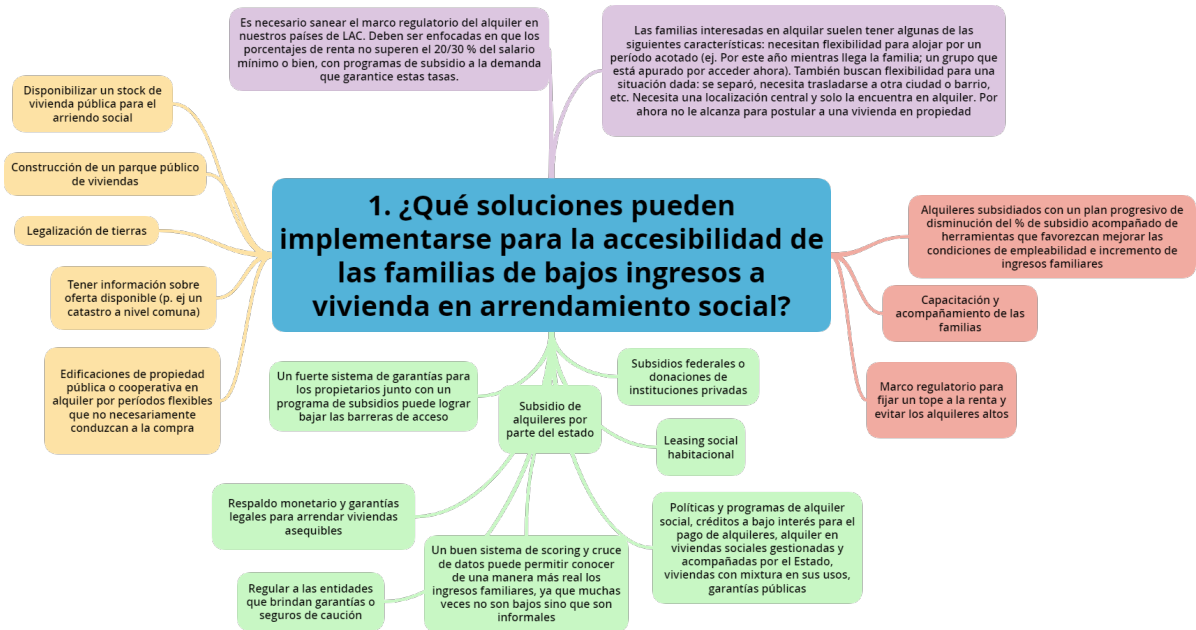 Es necesario sanear el marco regulatorio del alquiler en
nuestros países de LAC. Deben ser enfocadas en que los
porcentajes de renta no superen el 20/30 % del salario
mínimo o bien, con programas de subsidio a la demanda
que garantice estas tasas.
Las familias interesadas en alquilar suelen tener algunas de las
siguientes características: necesitan flexibilidad para alojar por un
período acotado (ej. Por este año mientras llega la familia; un grupo que
está apurado por acceder ahora). También buscan flexibilidad para una
situación dada: se separó, necesita trasladarse a otra ciudad o barrio,
etc. Necesita una localización central y solo la encuentra en alquiler. Por
ahora no le alcanza para postular a una vivienda en propiedad
Disponibilizar un stock de
vivienda pública para el
arriendo social
Construcción de un parque público
de viviendas
Legalización de tierras
Tener información sobre
oferta disponible (p. ej un
catastro a nivel comuna)
Edificaciones de propiedad
pública o cooperativa en
alquiler por períodos flexibles
que no necesariamente
conduzcan a la compra
1. ¿Qué soluciones pueden
implementarse para la accesibilidad de
las familias de bajos ingresos a
vivienda en arrendamiento social?
Alquileres subsidiados con un plan progresivo de
disminución del % de subsidio acompañado de
herramientas que favorezcan mejorar las
condiciones de empleabilidad e incremento de
ingresos familiares
Capacitación y
acompañamiento de las
familias
Marco regulatorio para
fijar un tope a la renta y
evitar los alquileres altos
Un fuerte sistema de garantías para
los propietarios junto con un
programa de subsidios puede lograr
bajar las barreras de acceso
Subsidio de
alquileres por
parte del estado
Subsidios federales o
donaciones de
instituciones privadas
Leasing social
habitacional
Respaldo monetario y garantías
legales para arrendar viviendas
asequibles
Regular a las entidades
que brindan garantías o
seguros de caución
Un buen sistema de scoring y cruce
de datos puede permitir conocer
de una manera más real los
ingresos familiares, ya que muchas
veces no son bajos sino que son
informales
Políticas y programas de alquiler
social, créditos a bajo interés para el
pago de alquileres, alquiler en
viviendas sociales gestionadas y
acompañadas por el Estado,
viviendas con mixtura en sus usos,
garantías públicas